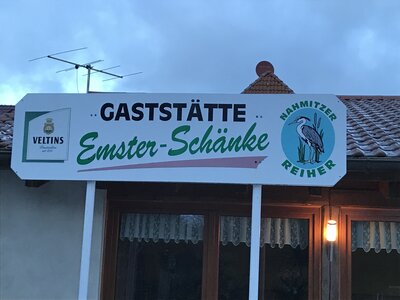 GASTSTÄTTE
Emster-Schänke
VELTINS
NAHMITZER
REIHER